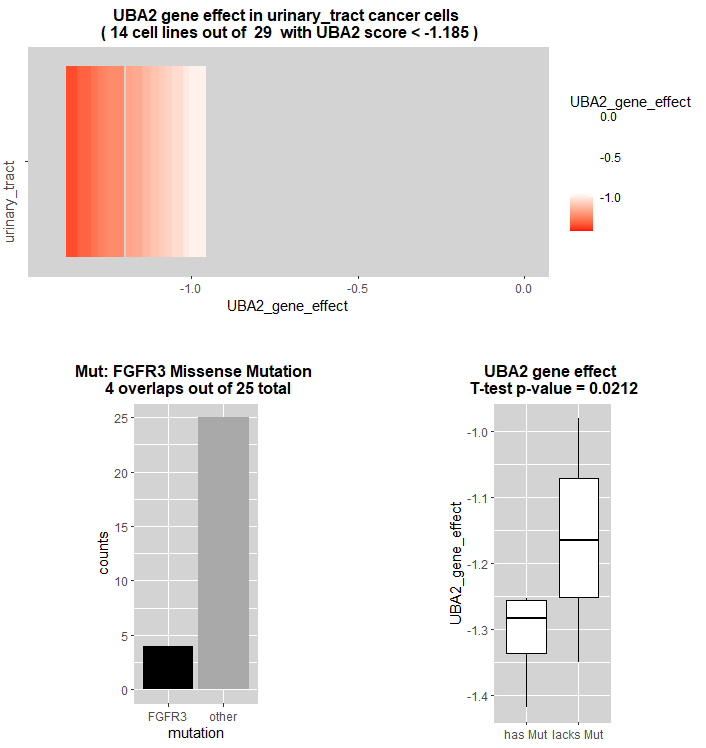 UBA2 gene effect in urinary_tract cancer cells
( 14 cell lines out of  29  with UBA2 score < -1.185 )
urinary_tract
-1.0
-0.5
0.0
UBA2_gene_effect
UBA2_gene_effect
0.0
-0.5
-1.0
Mut: FGFR3 Missense Mutation
4 overlaps out of 25 total
counts
25
20
15
10
5
0
FGFR3
other
mutation
UBA2 gene effect
T-test p-value = 0.0212
UBA2_gene_effect
-1.0
-1.1
-1.2
-1.3
-1.4
has Mut
lacks Mut